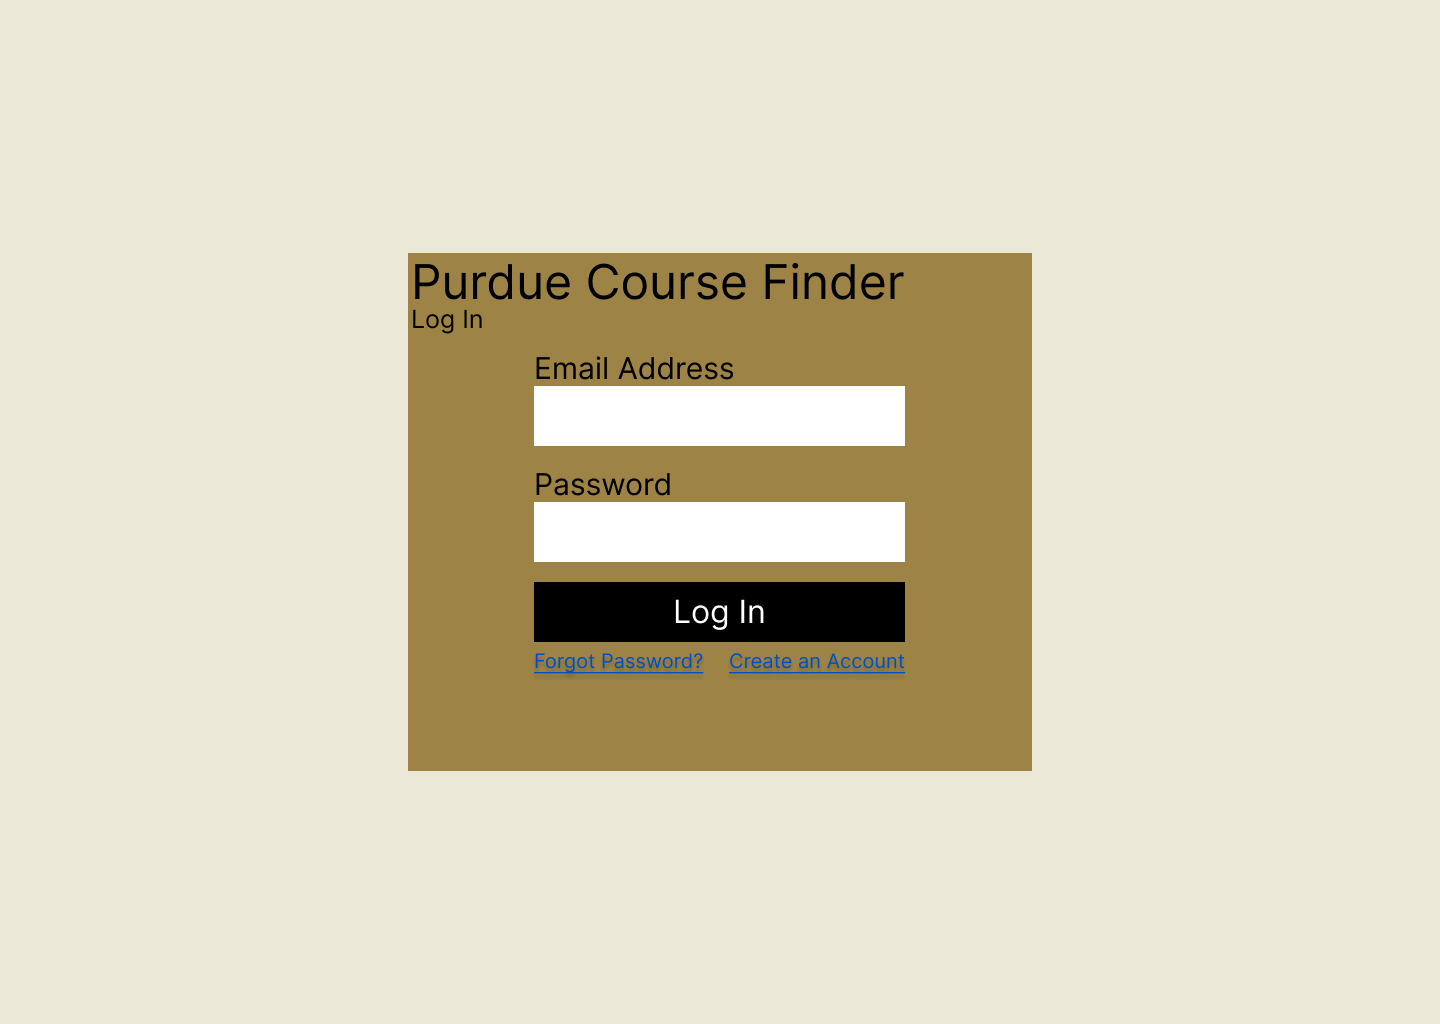 Purdue Course Finder
Log In
Email Address
Password
Log In
Forgot Password? Create an Account